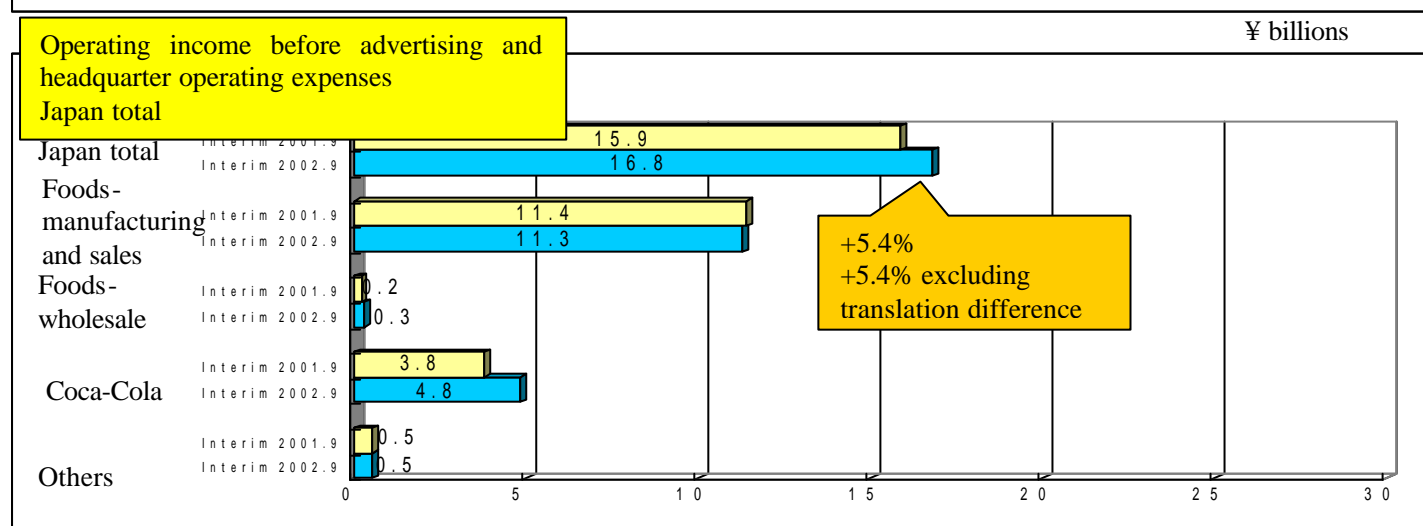 ¥ billions
Operating income before advertising and
headquarter operating expenses
Japan total
Japan total
Interim 2001.9
15.9
Interim 2002.9
16.8
Foods-
manufacturing
and sales
Interim 2001.9
11.4
Interim 2002.9
11.3
+5.4%
+5.4% excluding
translation difference
Foods-
wholesale
Interim 2001.9
0.2
Interim 2002.9
0.3
Coca-Cola
Interim 2001.9
3.8
Interim 2002.9
4.8
Others
Interim 2001.9
0.5
Interim 2002.9
0.5
0 5 10 15 20 25 30